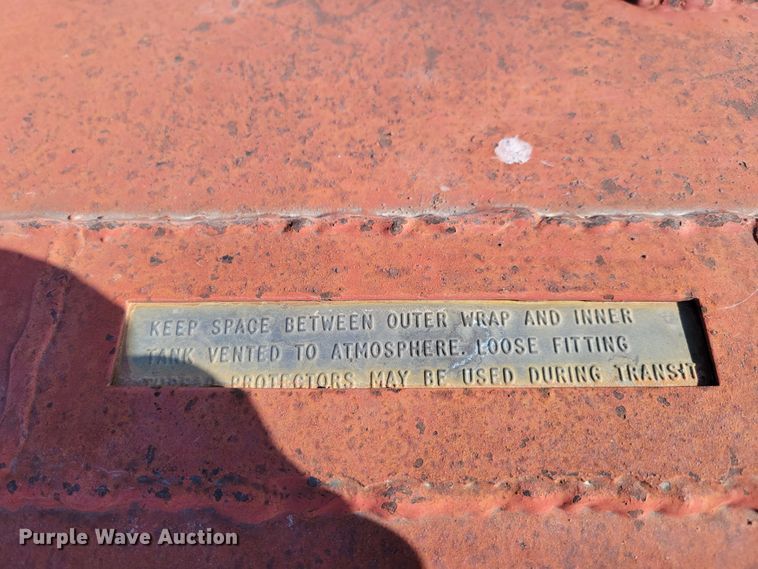 KEEP SPACE BETWEEN OUTER WRAP AND INNER
TANK VENTED TO ATMOSPHERE. LOOSE FITTING
THREAD PROTECTORS MAY BE USED DURING TRANSIT
Purple Wave Auction